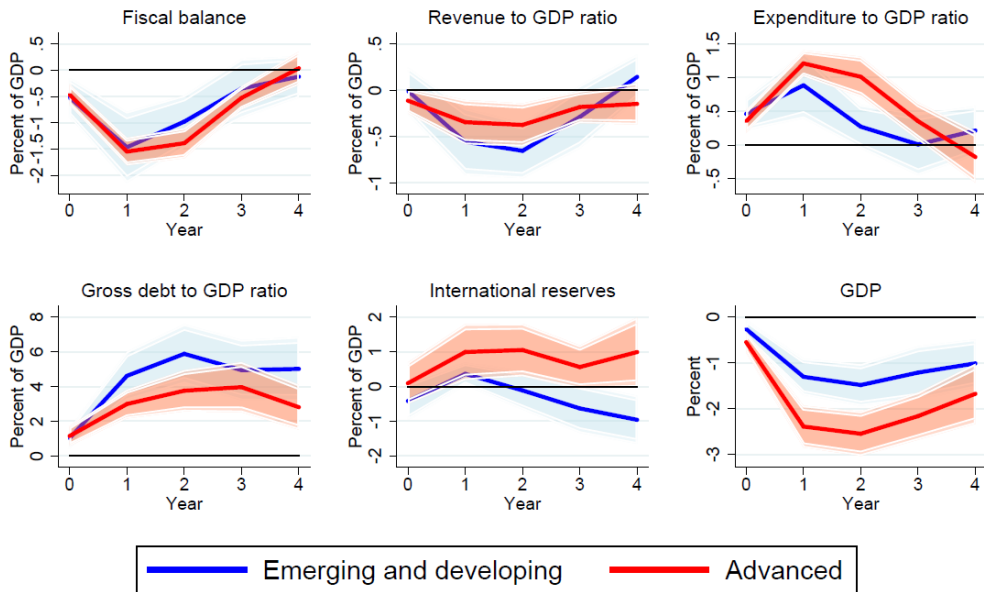 Fiscal balance
Percent of GDP
.5
0
-.5
-1
-1.5
-2
0 1 2 3 4
Year
Revenue to GDP ratio
Percent of GDP
.5
0
-.5
-1
0 1 2 3 4
Year
Expenditure to GDP ratio
Percent of GDP
1.5
1
.5
0
-.5
0 1 2 3 4
Year
Gross debt to GDP ratio
Percent of GDP
8
6
4
2
0
0 1 2 3 4
Year
International reserves
Percent of GDP
2
1
0
-1
-2
0 1 2 3 4
Year
GDP
Percent
0
-1
-2
-3
0 1 2 3 4
Year
Emerging and developing
Advanced